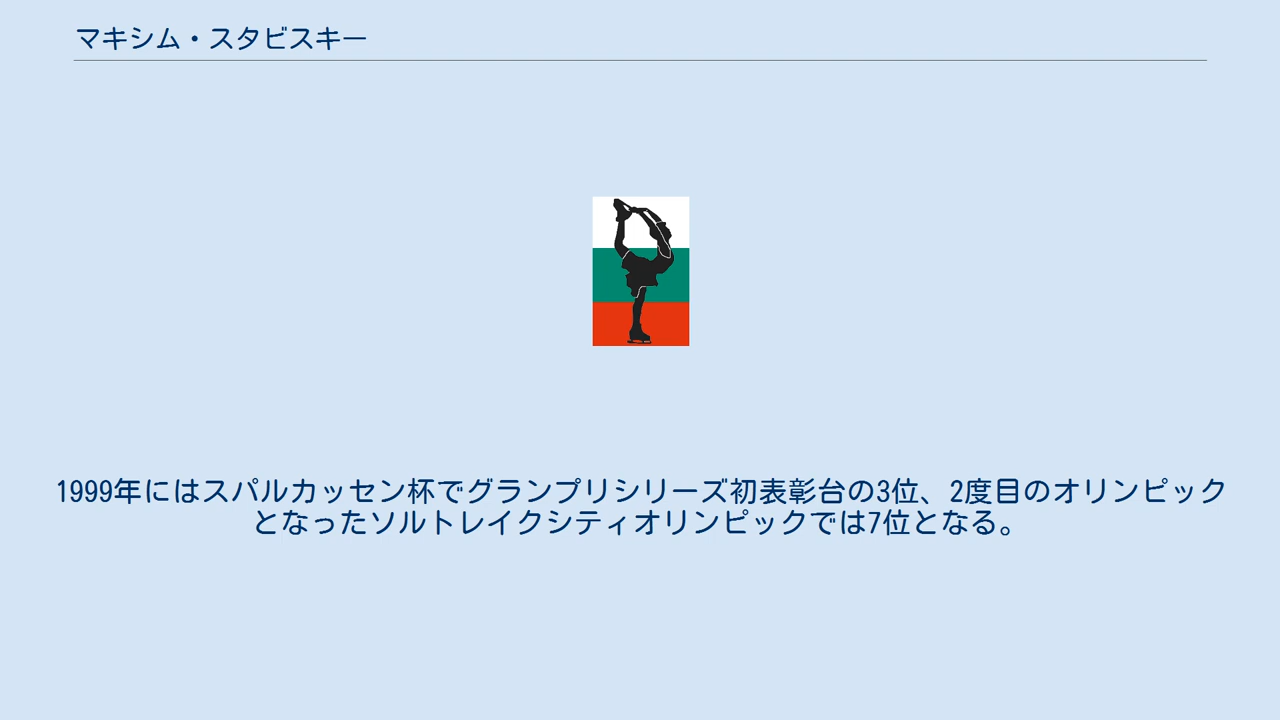 マキシム・スタビスキー
1999年にはスパルカッセン杯でグランプリシリーズ初表彰台の3位、2度目のオリンピック
となったソルトレイクシティオリンピックでは7位となる。